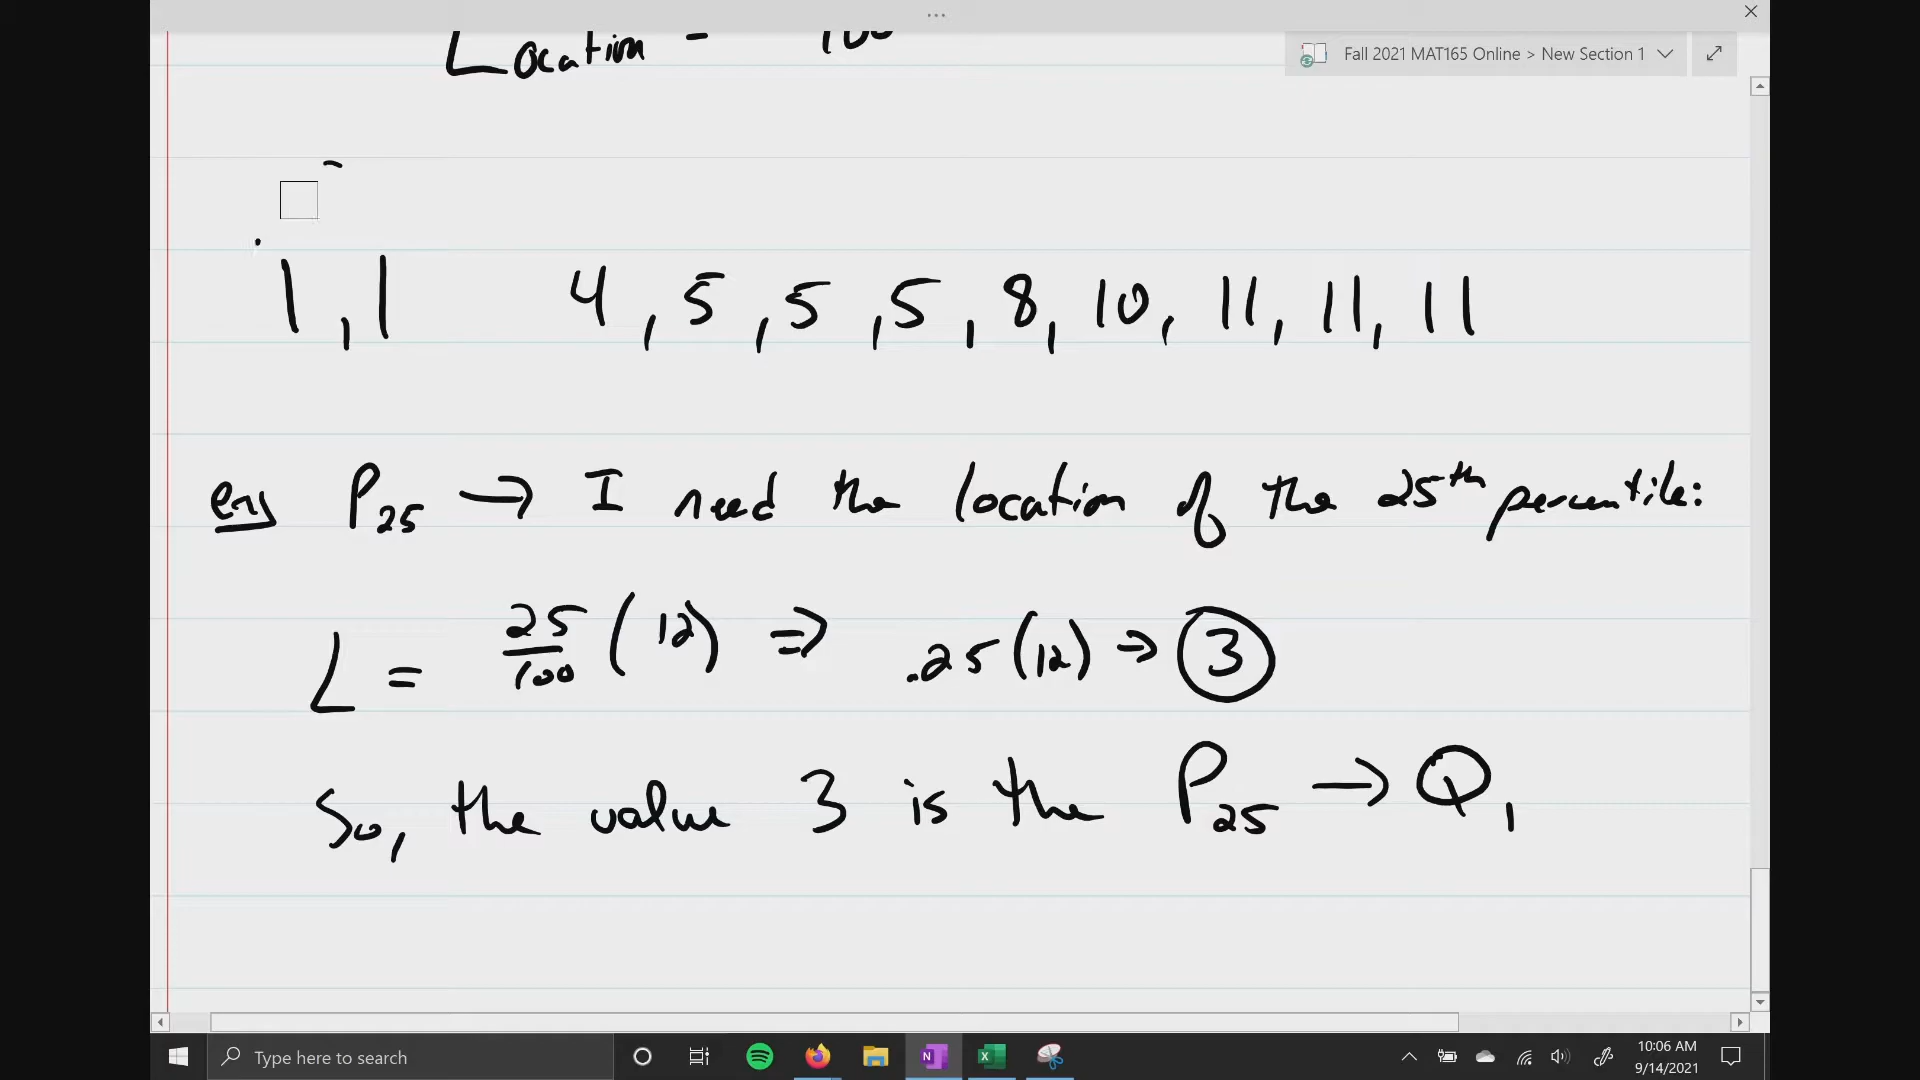 ...
Fall 2021 MAT165 Online > New Section 1
Location = 100
1, 1 4, 5, 5, 5, 8, 10, 11, 11, 11
P25 → I need the location of the 25th percentile:
L = 25/100 (12) ⇒ .25 (12) → 3
So, the value 3 is the P25 → Q1
Type here to search
10:06 AM
9/14/2021